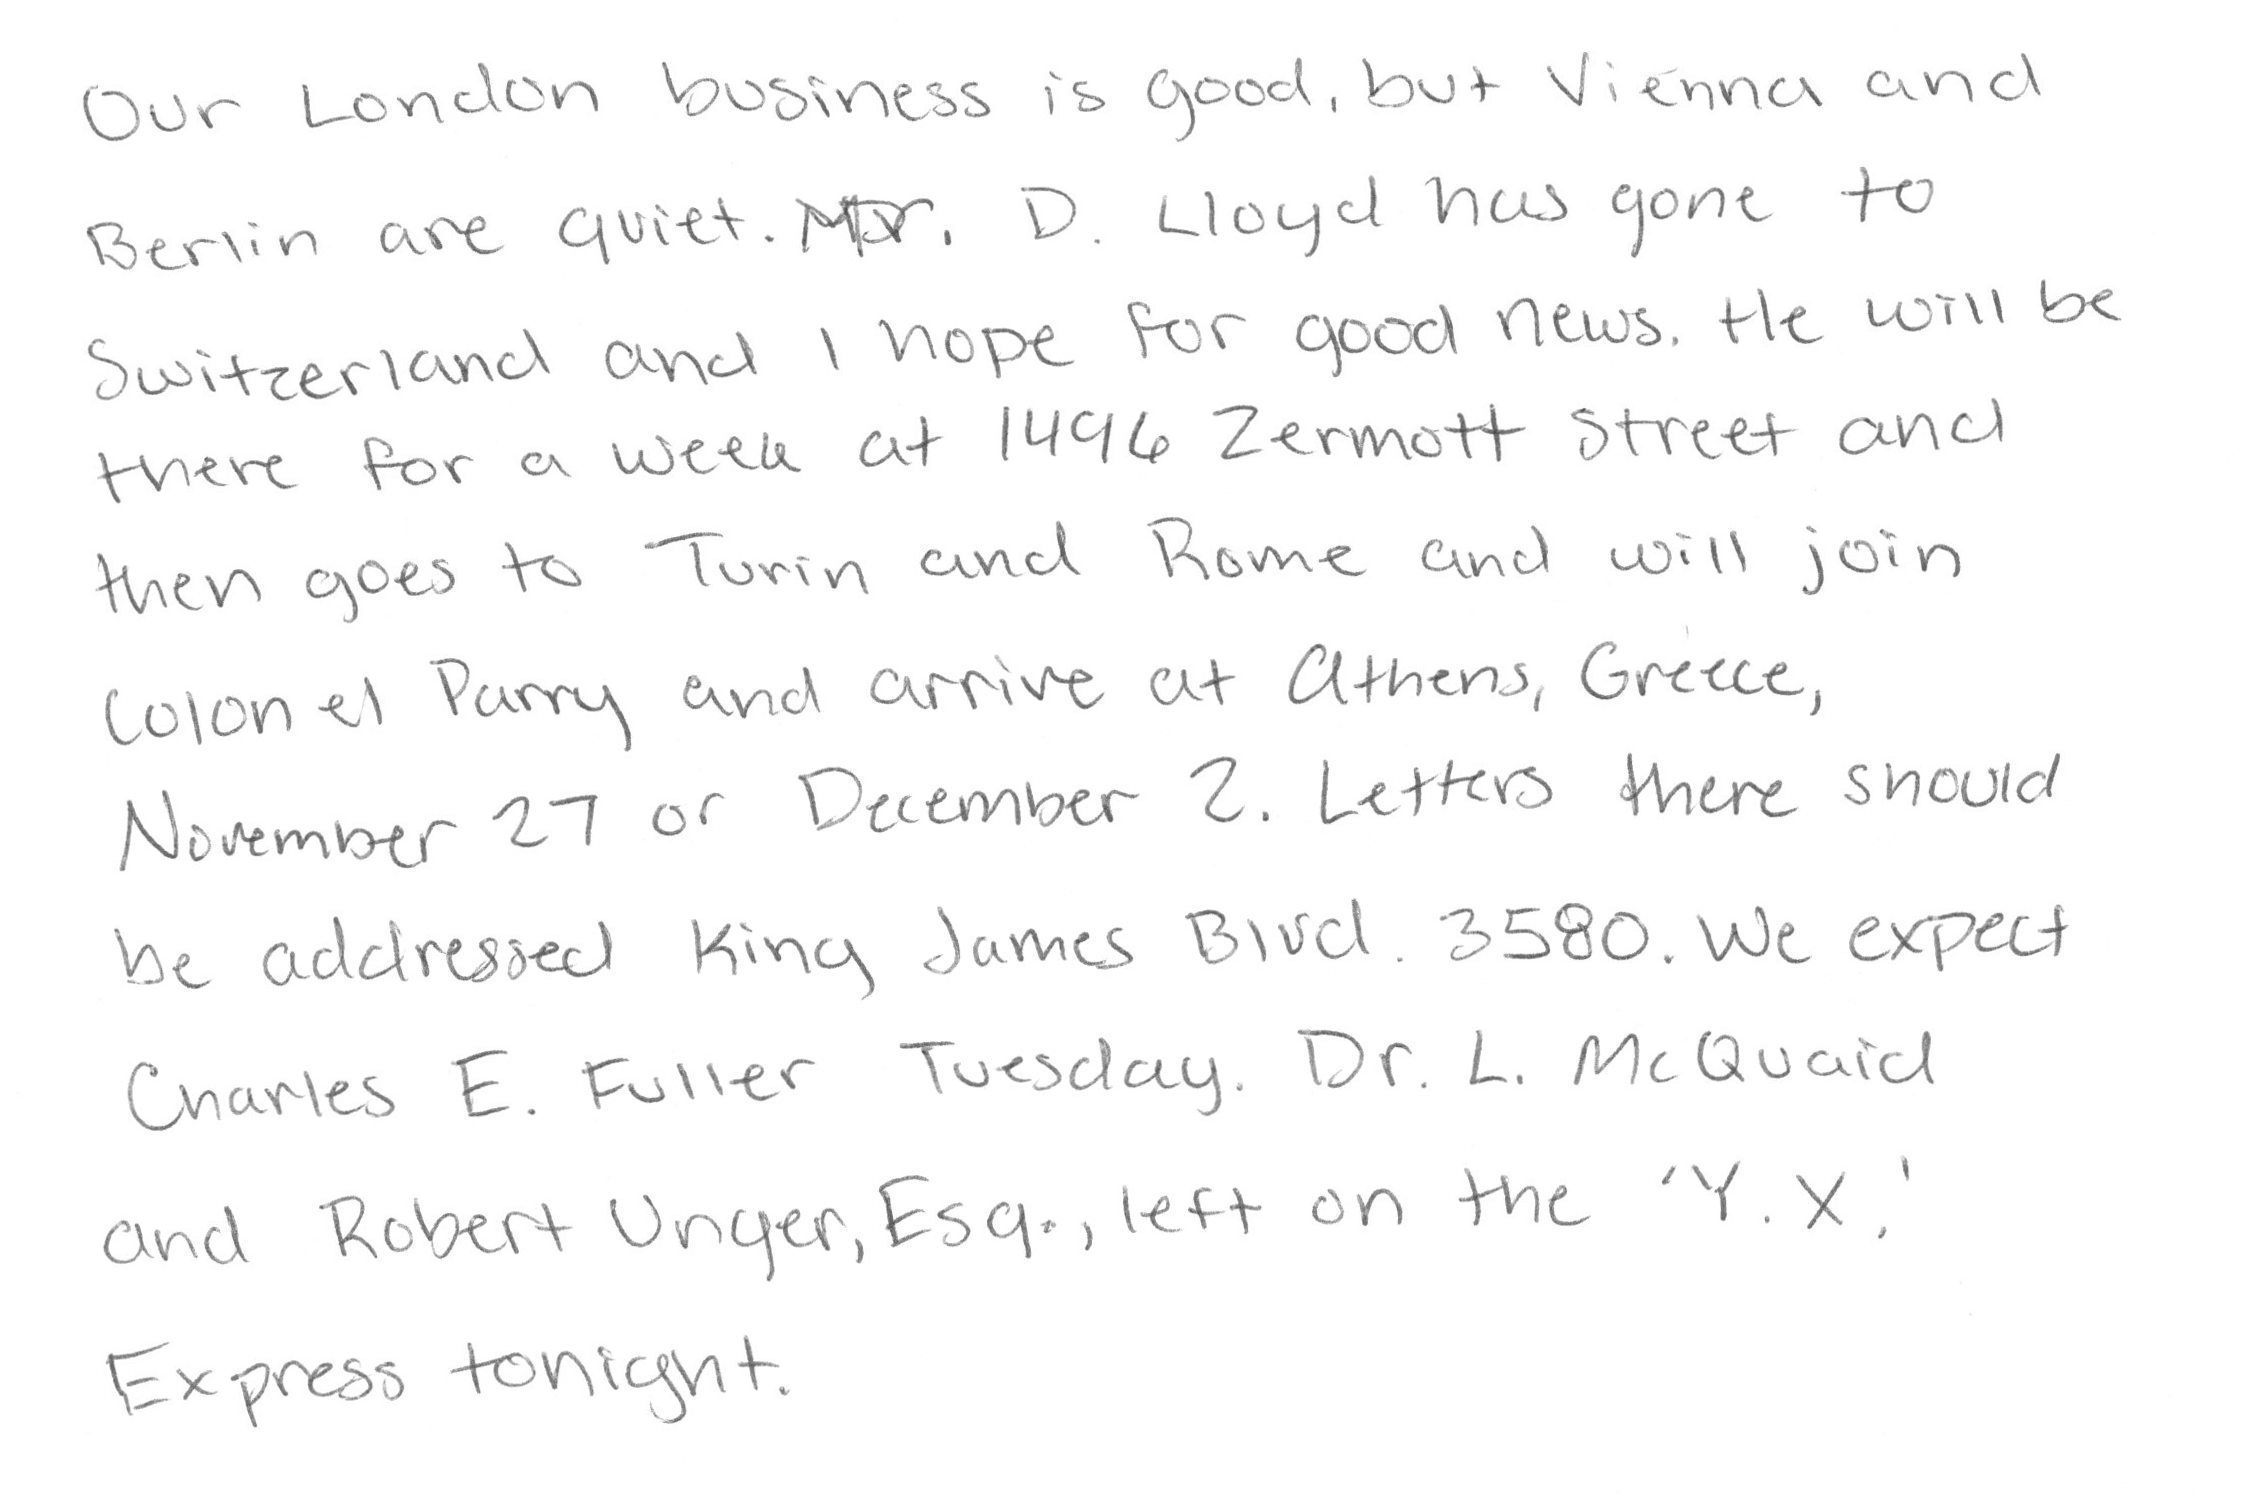 Our London business is good, but Vienna and
Berlin are quiet. Mr. D. Lloyd has gone to
Switzerland and I hope for good news. He will be
there for a week at 1496 Zermott Street and
then goes to Turin and Rome and will join
Colonel Parry and arrive at Athens, Greece,
November 27 or December 2. Letters there should
be addressed King James Blvd. 3580. We expect
Charles E. Fuller Tuesday. Dr. L. McQuaid
and Robert Unger, Esq., left on the 'Y. X.'
Express tonight.